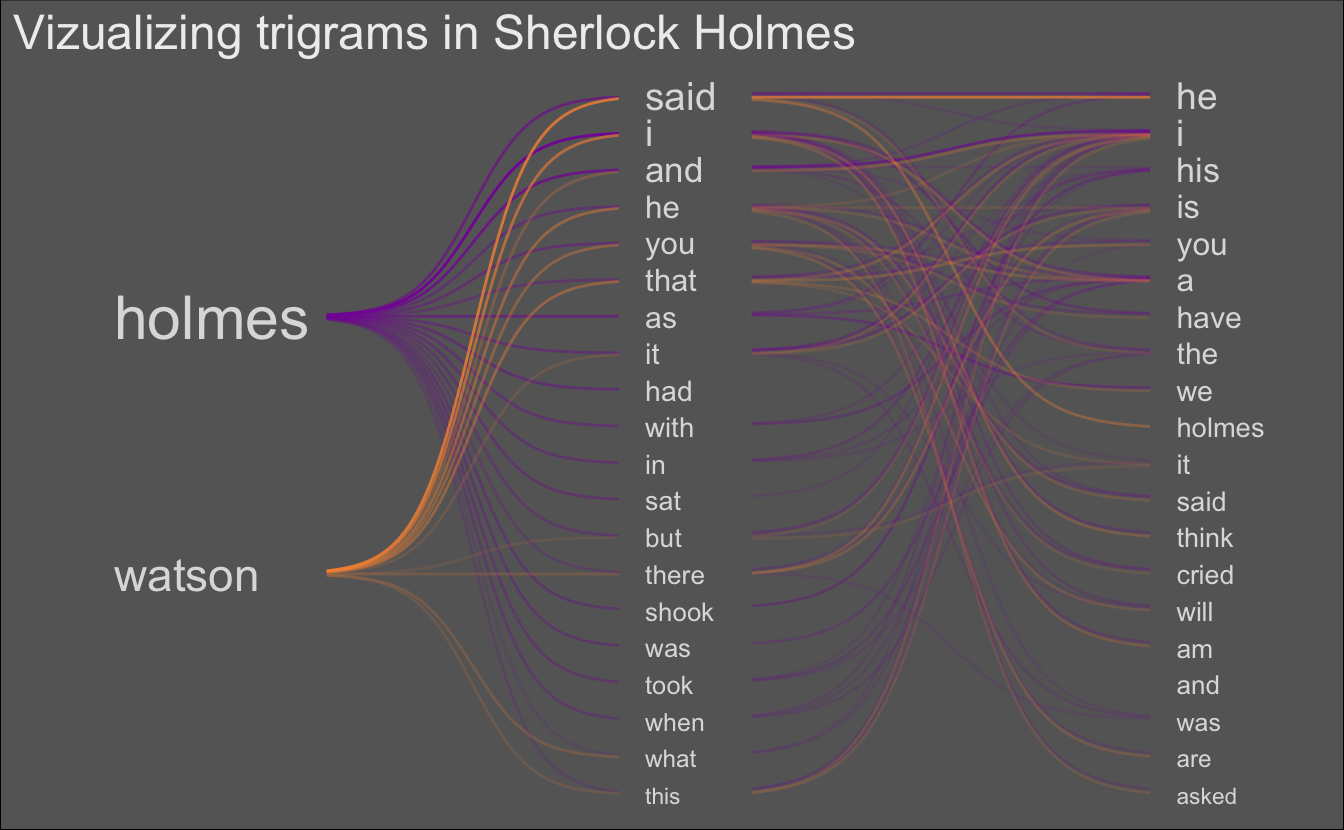 Vizualizing trigrams in Sherlock Holmes
holmes
watson
said
i
and
he
you
that
as
it
had
with
in
sat
but
there
shook
was
took
when
what
this
he
i
his
is
you
a
have
the
we
holmes
it
said
think
cried
will
am
and
was
are
asked